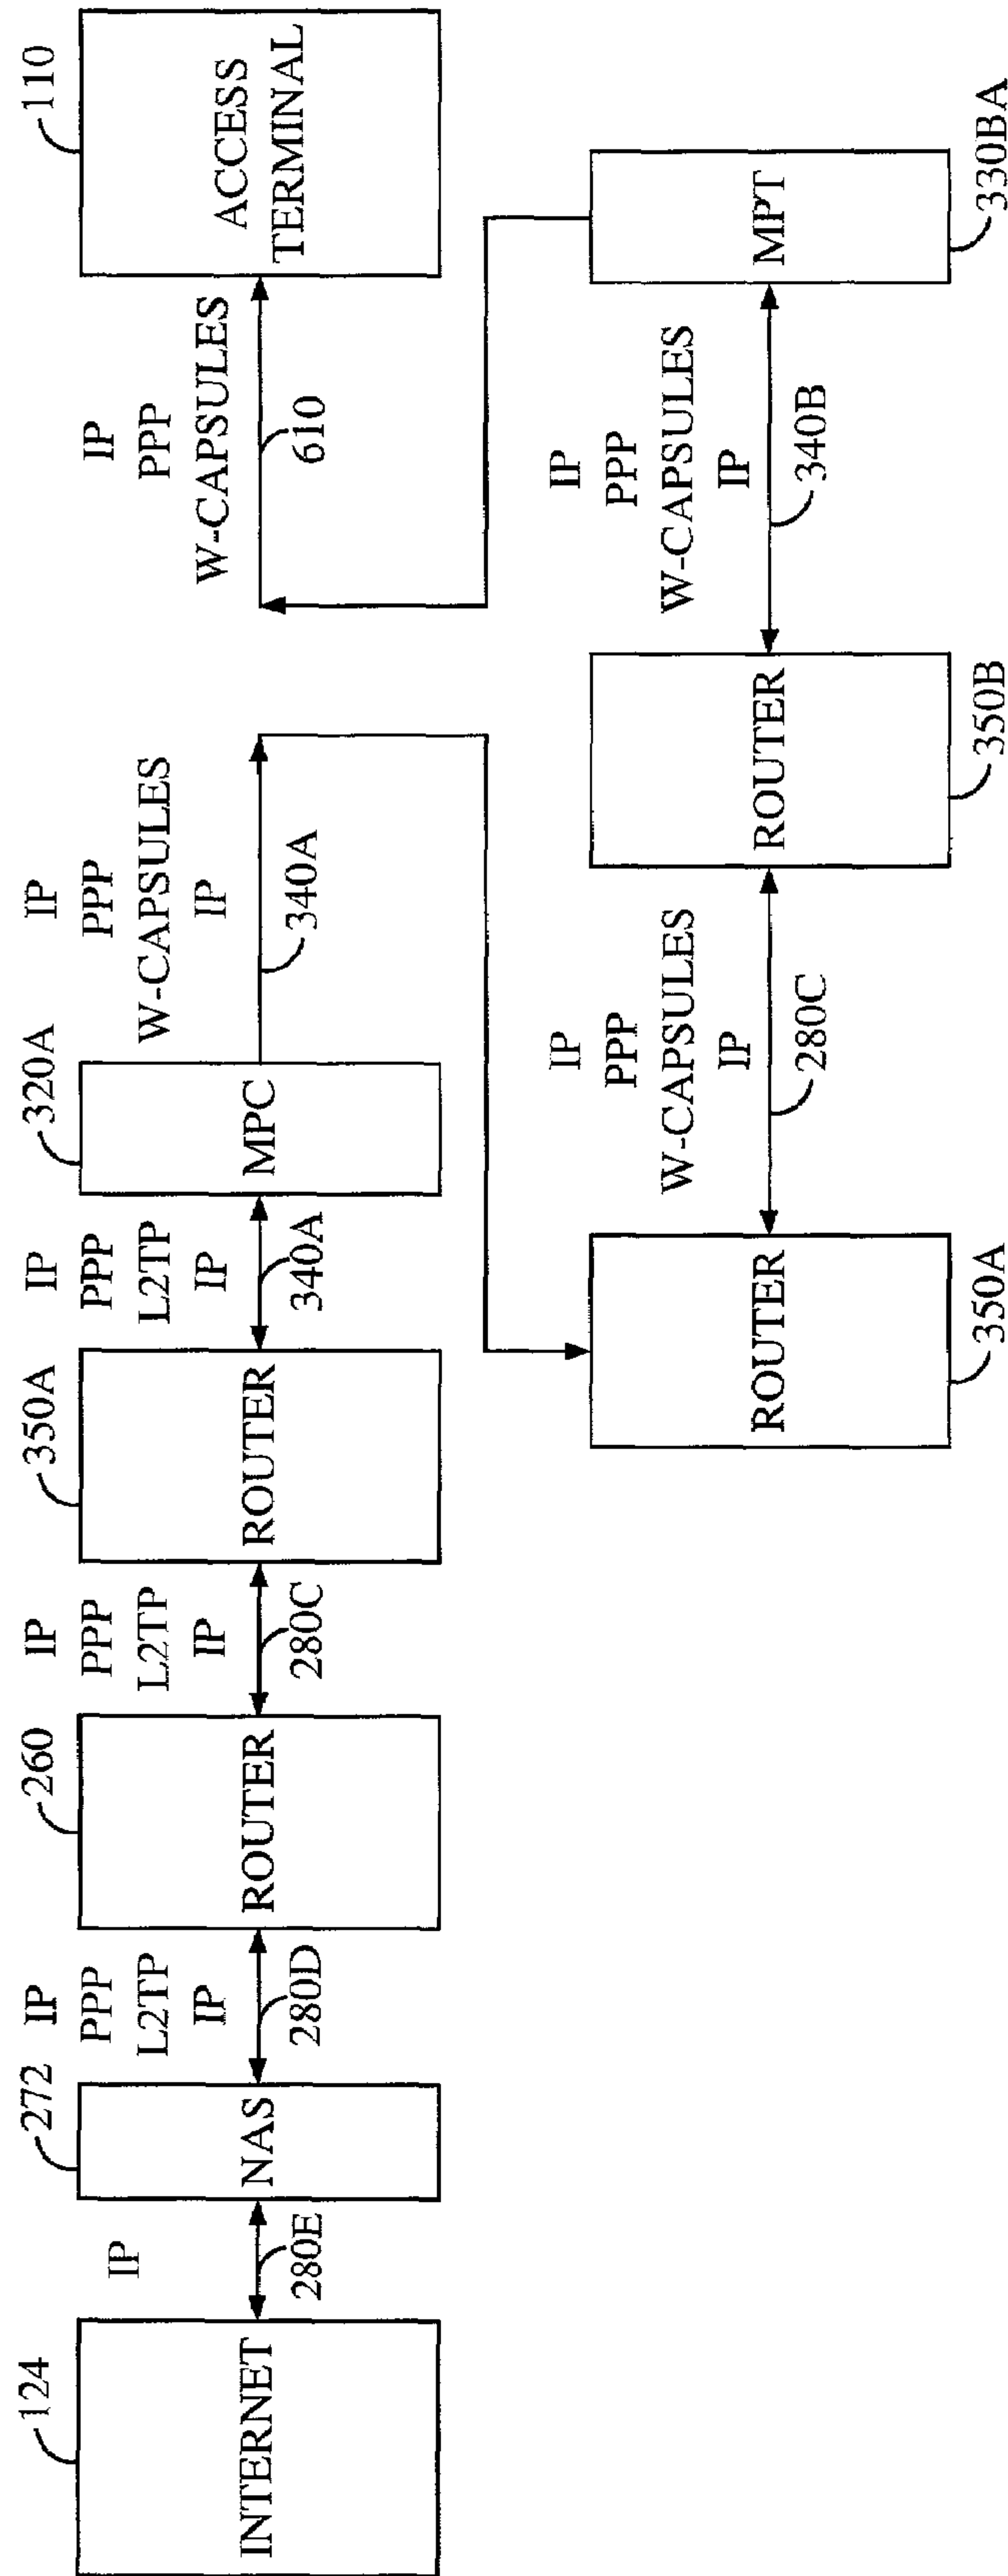 124
INTERNET
IP
280E
272
NAS
IP
PPP
L2TP
IP
280D
260
ROUTER
IP
PPP
L2TP
IP
280C
350A
ROUTER
IP
PPP
L2TP
IP
340A
320A
MPC
IP
PPP
W-CAPSULES
IP
340A
IP
PPP
W-CAPSULES
610
110
ACCESS
TERMINAL
ROUTER
350A
IP
PPP
W-CAPSULES
IP
280C
ROUTER
350B
IP
PPP
W-CAPSULES
IP
340B
MPT
330BA